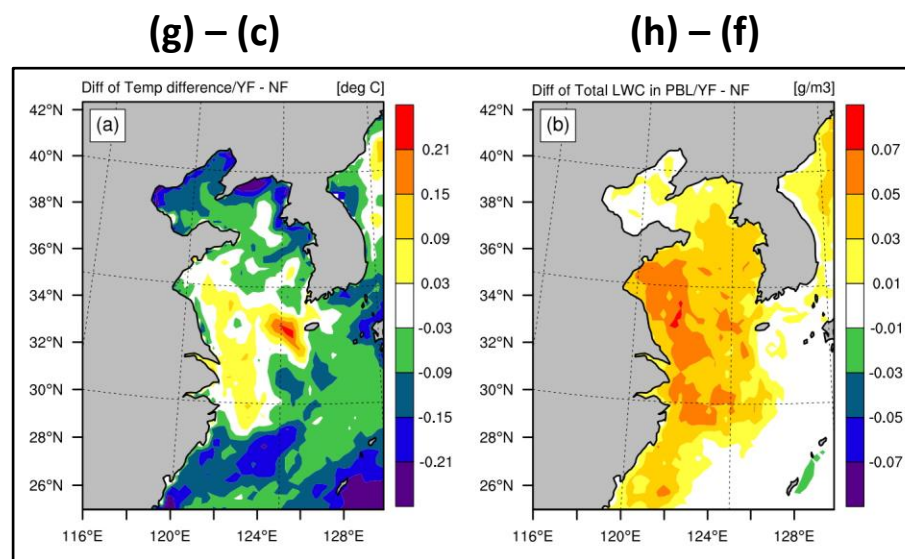 (g) – (c)
(h) – (f)
Diff of Temp difference/YF - NF [deg C]
(a)
42°N
40°N
38°N
36°N
34°N
32°N
30°N
28°N
26°N
116°E 120°E 124°E 128°E
0.21
0.15
0.09
0.03
-0.03
-0.09
-0.15
-0.21
Diff of Total LWC in PBL/YF - NF [g/m3]
(b)
42°N
40°N
38°N
36°N
34°N
32°N
30°N
28°N
26°N
116°E 120°E 124°E 128°E
0.07
0.05
0.03
0.01
-0.01
-0.03
-0.05
-0.07